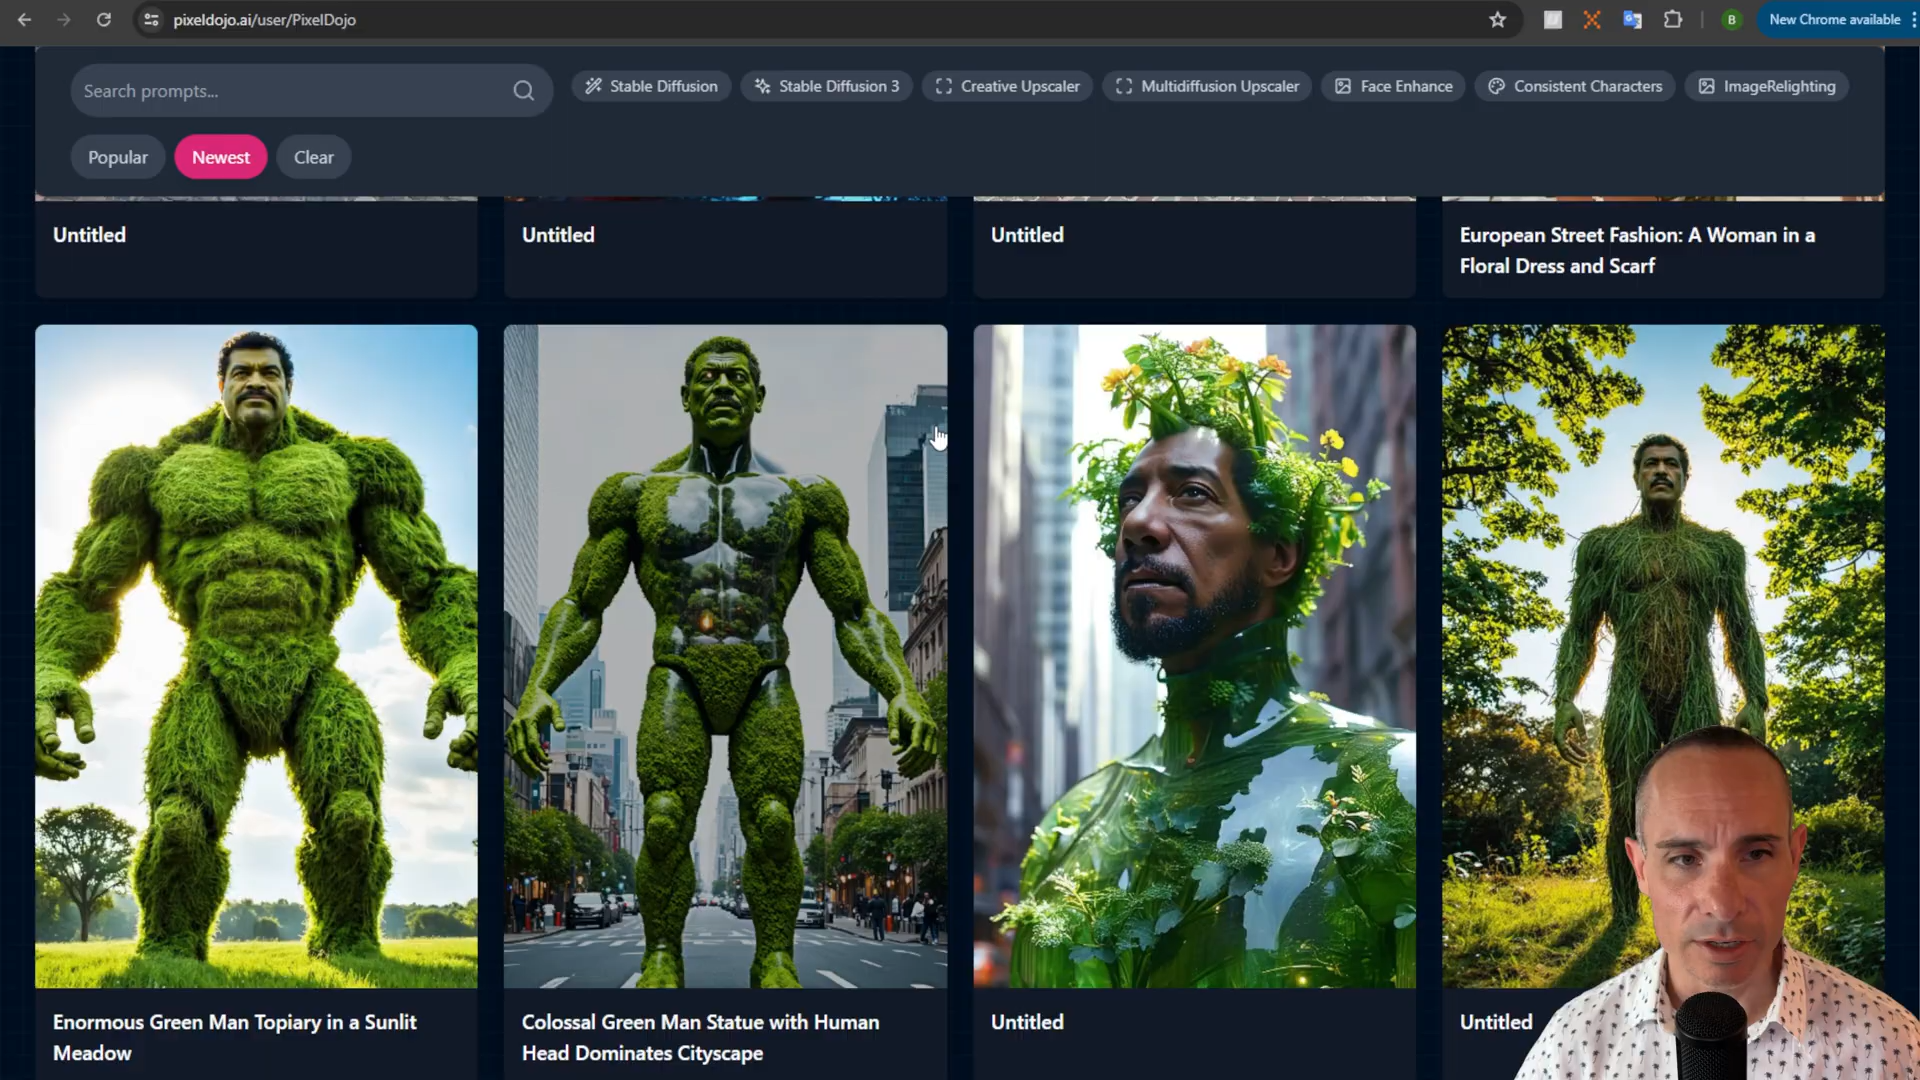 pixeldojo.ai/user/PixelDojo
B
New Chrome available
Search prompts...
Stable Diffusion
Stable Diffusion 3
Creative Upscaler
Multidiffusion Upscaler
Face Enhance
Consistent Characters
ImageRelighting
Popular
Newest
Clear
Untitled
Untitled
Untitled
European Street Fashion: A Woman in a
Floral Dress and Scarf
Enormous Green Man Topiary in a Sunlit
Meadow
Colossal Green Man Statue with Human
Head Dominates Cityscape
Untitled
Untitled